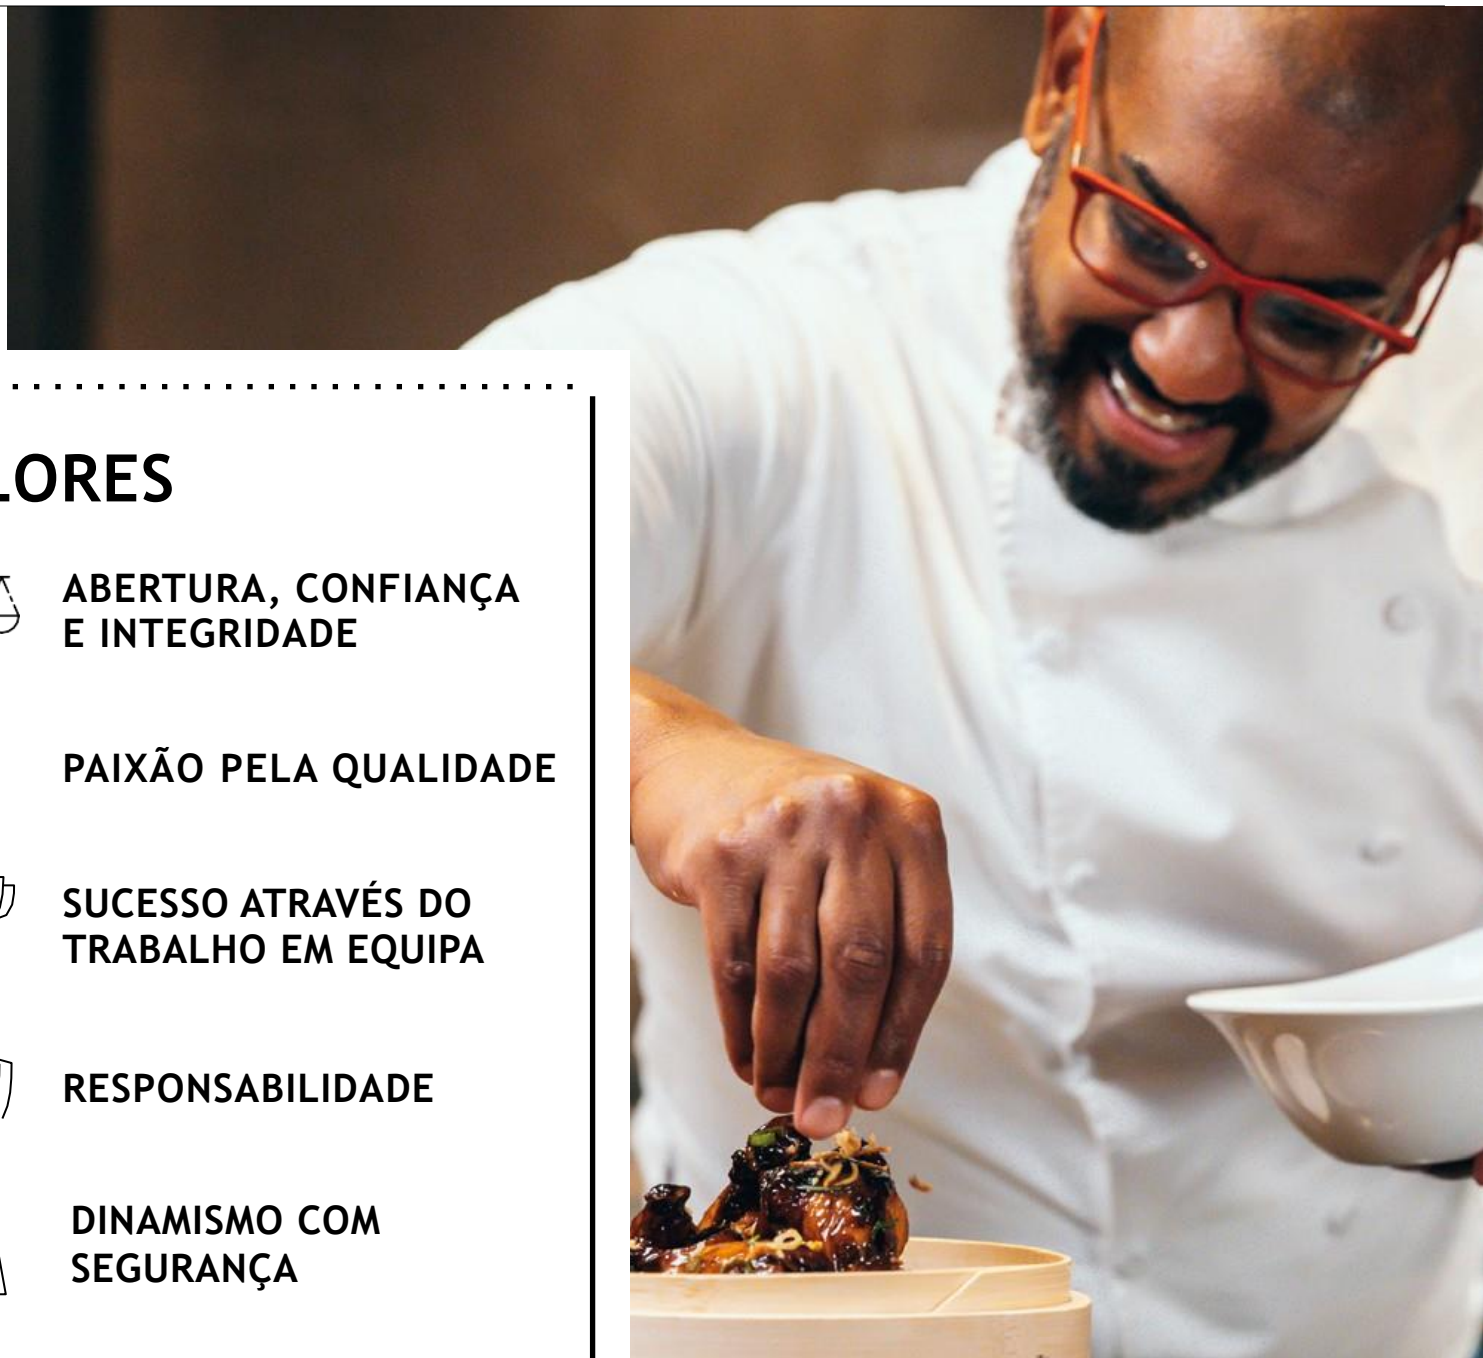 LORES
ABERTURA, CONFIANÇA
E INTEGRIDADE
PAIXÃO PELA QUALIDADE
SUCESSO ATRAVÉS DO
TRABALHO EM EQUIPA
RESPONSABILIDADE
DINAMISMO COM
SEGURANÇA